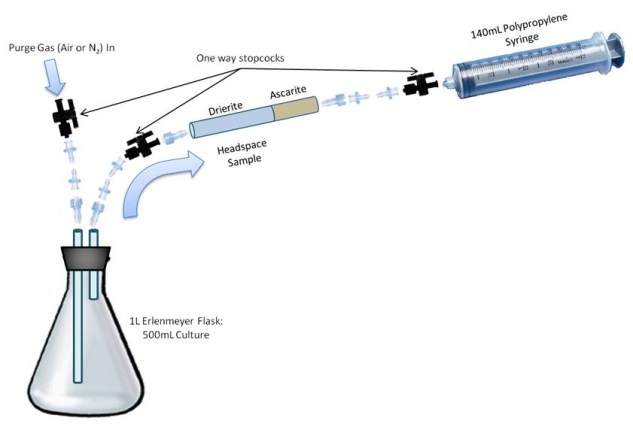 140mL Polypropylene
Syringe
Purge Gas (Air or N2) In
One way stopcocks
Drierite
Ascarite
Headspace
Sample
1L Erlenmeyer Flask:
500mL Culture